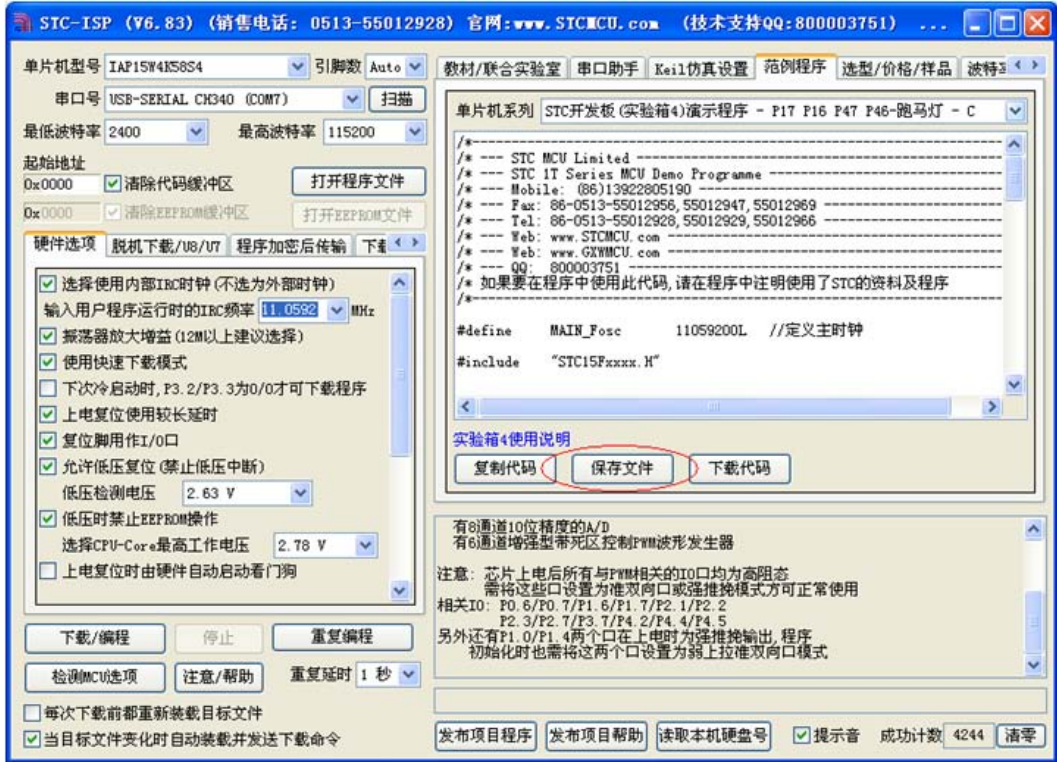 STC-ISP (V6.83) (销售电话: 0513-55012928) 官网:www.STCMCU.com (技术支持QQ:800003751) ...
单片机型号 IAP15W4K58S4 引脚数 Auto
串口号 USB-SERIAL CH340 (COM7) 扫描
最低波特率 2400 最高波特率 115200
起始地址
0x0000 清除代码缓冲区 打开程序文件
0x0000 清除EEPROM缓冲区 打开EEPROM文件
硬件选项 脱机下载/U8/U7 程序加密后传输
选择使用内部IRC时钟(不选为外部时钟)
输入用户程序运行时的IRC频率 11.0592 MHz
振荡器放大增益(12M以上建议选择)
使用快速下载模式
下次冷启动时,P3.2/P3.3为0/0才可下载程序
上电复位使用较长延时
复位脚用作I/O口
允许低压复位(禁止低压中断)
低压检测电压 2.63 V
低压时禁止EEPROM操作
选择CPU-Core最高工作电压 2.78 V
上电复位时由硬件自动启动看门狗
下载/编程 停止 重复编程
检测MCU选项 注意/帮助 重复延时 1 秒
每次下载前都重新装载目标文件
当目标文件变化时自动装载并发送下载命令
教材/联合实验室 串口助手 Keil仿真设置 范例程序 选型/价格/样品 波特
单片机系列 STC开发板(实验箱4)演示程序 - P17 P16 P47 P46-跑马灯 - C
/*---------------------------------------------------------------------
/* --- STC MCU Limited ------------------------------------------------
/* --- STC 1T Series MCU Demo Programme -------------------------------
/* --- Mobile: (86)13922805190 ----------------------------------------
/* --- Fax: 86-0513-55012956,55012947,55012969 ------------------------
/* --- Tel: 86-0513-55012928,55012929,55012966 ------------------------
/* --- Web: www.STCMCU.com --------------------------------------------
/* --- Web: www.GXWMCU.com --------------------------------------------
/* --- QQ: 800003751 --------------------------------------------------
/* 如果要在程序中使用此代码,请在程序中注明使用了STC的资料及程序
/*---------------------------------------------------------------------
#define MAIN_Fosc 11059200L //定义主时钟
#include "STC15Fxxxx.H"
实验箱4使用说明
复制代码 保存文件 下载代码
有8通道10位精度的A/D
有6通道增强型带死区控制PWM波形发生器
注意: 芯片上电后所有与PWM相关的IO口均为高阻态
需将这些口设置为准双向口或强推挽模式方可正常使用
相关IO: P0.6/P0.7/P1.6/P1.7/P2.1/P2.2
P2.3/P2.7/P3.7/P4.2/P4.4/P4.5
另外还有P1.0/P1.4两个口在上电时为强推挽输出,程序
初始化时也需将这两个口设置为弱上拉准双向口模式
发布项目程序 发布项目帮助 读取本机硬盘号 提示音 成功计数 4244 清零